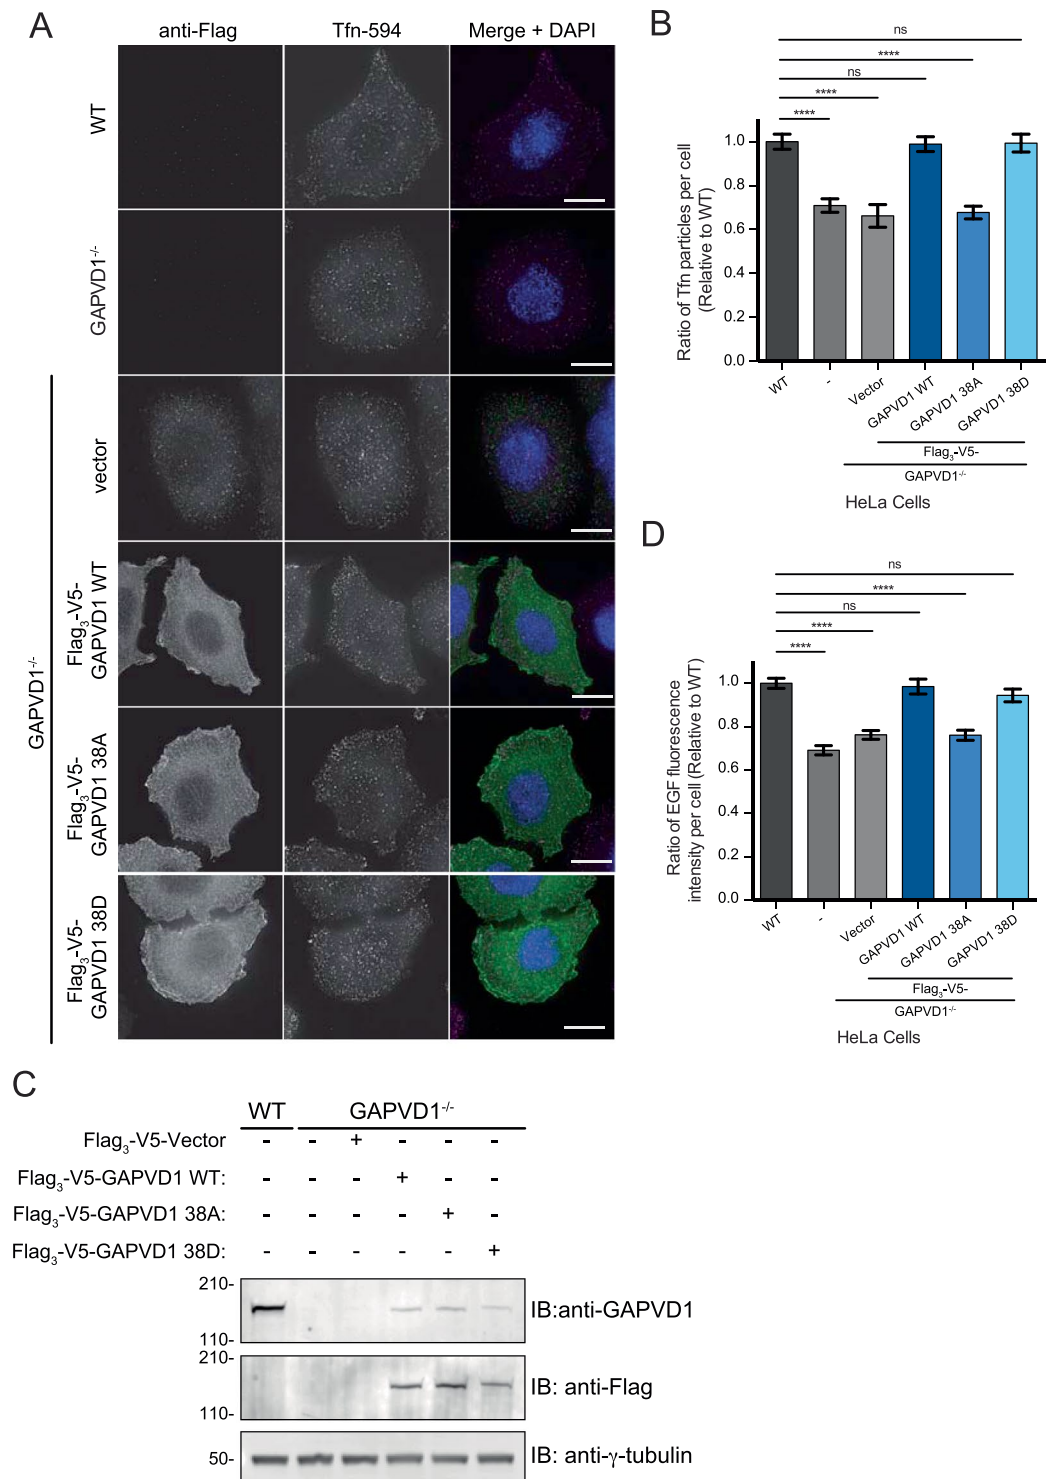 A
anti-Flag Tfn-594 Merge + DAPI
WT
GAPVD1-/-
vector
Flag3-V5-
GAPVD1 WT
Flag3-V5-
GAPVD1 38A
Flag3-V5-
GAPVD1 38D
GAPVD1-/-
B
ns
****
ns
****
****
Ratio of Tfn particles per cell
(Relative to WT)
1.0
0.8
0.6
0.4
0.2
0.0
WT - Vector GAPVD1 WT GAPVD1 38A GAPVD1 38D
Flag3-V5-
GAPVD1-/-
HeLa Cells
D
ns
****
ns
****
****
Ratio of EGF fluorescence
intensity per cell (Relative to WT)
1.0
0.8
0.6
0.4
0.2
0.0
WT - Vector GAPVD1 WT GAPVD1 38A GAPVD1 38D
Flag3-V5-
GAPVD1-/-
HeLa Cells
C
WT GAPVD1-/-
Flag3-V5-Vector - - + - - -
Flag3-V5-GAPVD1 WT: - - - + - -
Flag3-V5-GAPVD1 38A: - - - - + -
Flag3-V5-GAPVD1 38D: - - - - - +
210-
110-
IB:anti-GAPVD1
210-
110-
IB: anti-Flag
50-
IB: anti-γ-tubulin